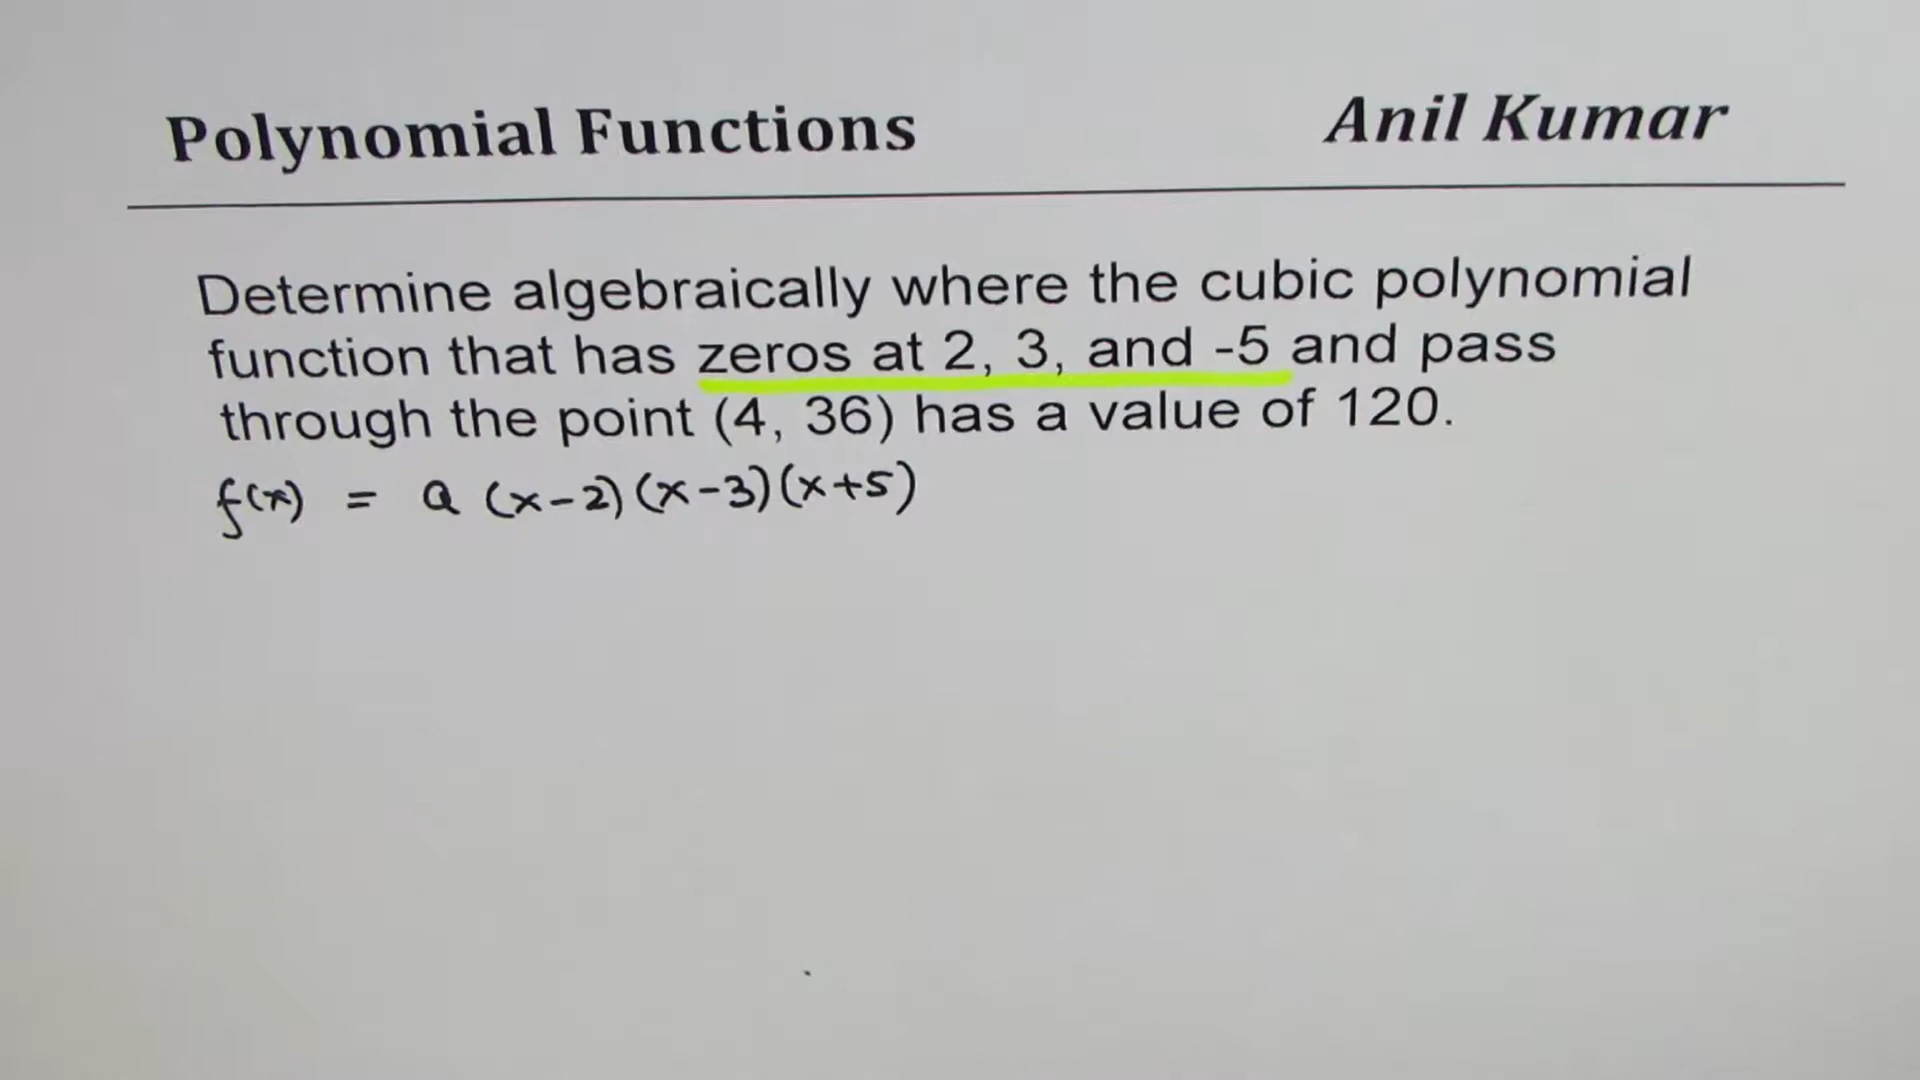 Polynomial Functions
Anil Kumar
Determine algebraically where the cubic polynomial
function that has zeros at 2, 3, and -5 and pass
through the point (4, 36) has a value of 120.
f(x) = a (x-2)(x-3)(x+5)